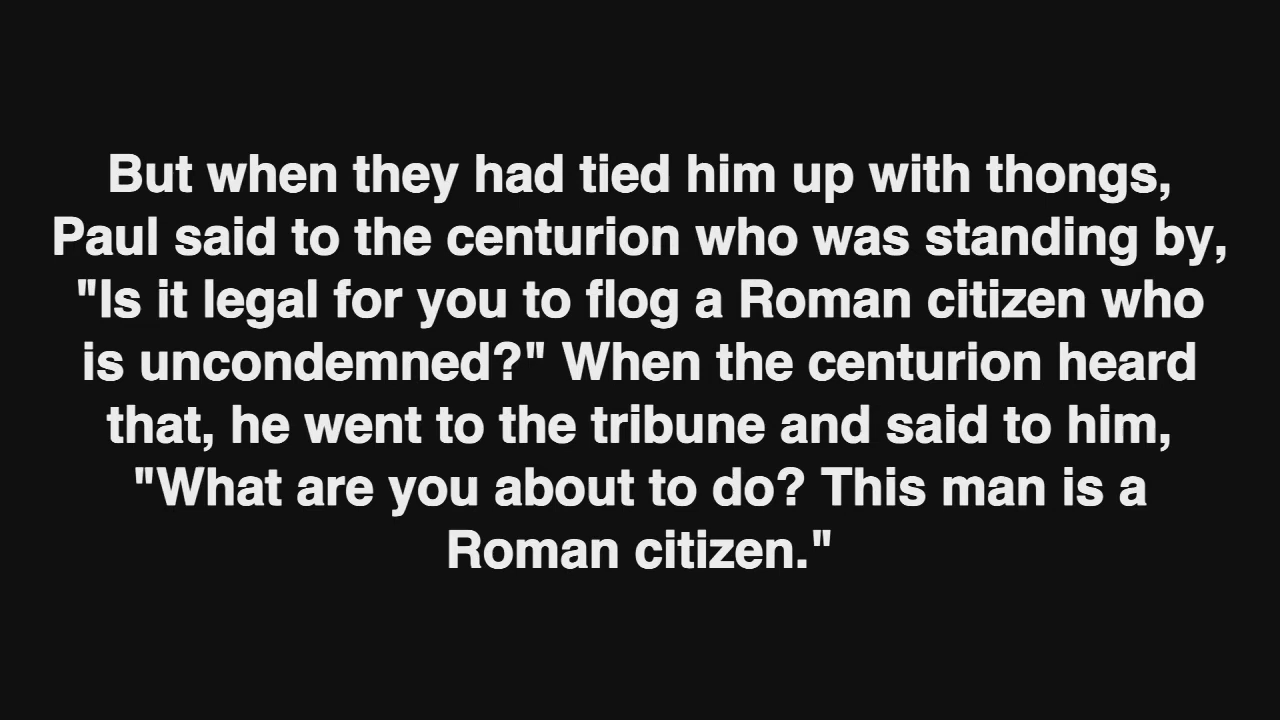 But when they had tied him up with thongs,
Paul said to the centurion who was standing by,
"Is it legal for you to flog a Roman citizen who
is uncondemned?" When the centurion heard
that, he went to the tribune and said to him,
"What are you about to do? This man is a
Roman citizen."